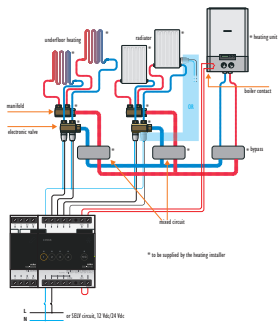 underfloor heating
*
radiator
*
*
* heating unit
manifold
*
*
boiler contact
electronic valve
*
*
*
*
* bypass
mixed circuit
* to be supplied by the heating installer
L
N
or SELV circuit, 12 Vdc/24 Vdc